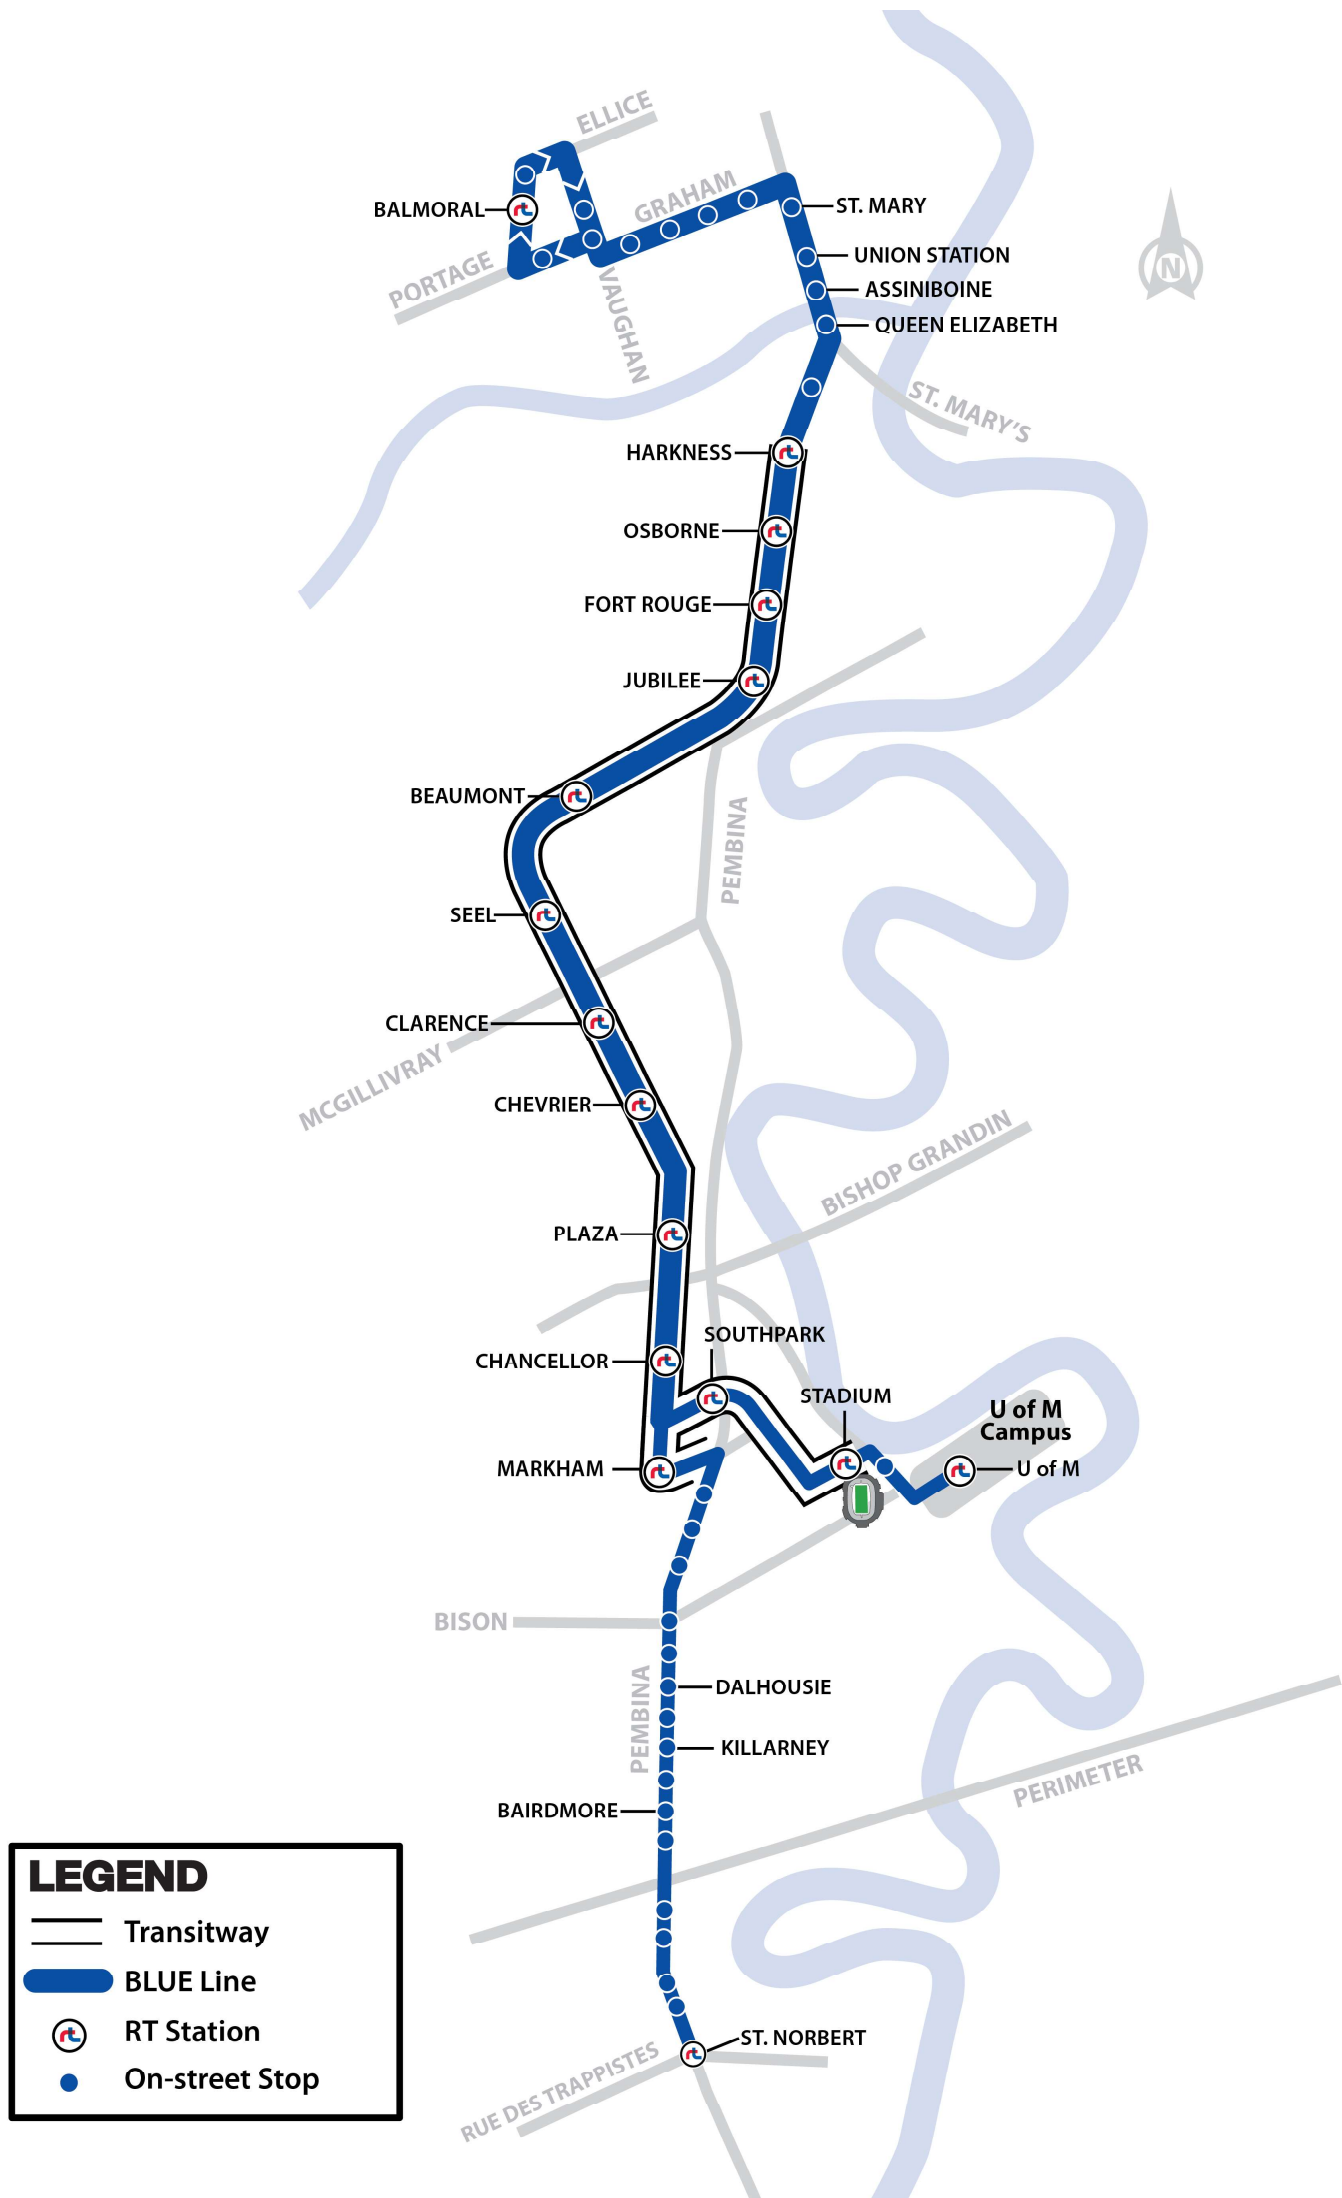 ELLICE
BALMORAL
GRAHAM
ST. MARY
PORTAGE
VAUGHAN
UNION STATION
ASSINIBOINE
QUEEN ELIZABETH
N
ST. MARY'S
HARKNESS
OSBORNE
FORT ROUGE
JUBILEE
BEAUMONT
PEMBINA
SEEL
CLARENCE
MCGILLIVRAY
CHEVRIER
BISHOP GRANDIN
PLAZA
SOUTHPARK
CHANCELLOR
STADIUM
U of M
Campus
MARKHAM
U of M
BISON
PEMBINA
DALHOUSIE
KILLARNEY
PERIMETER
BAIRDMORE
ST. NORBERT
RUE DES TRAPPISTES
LEGEND
Transitway
BLUE Line
rt RT Station
On-street Stop